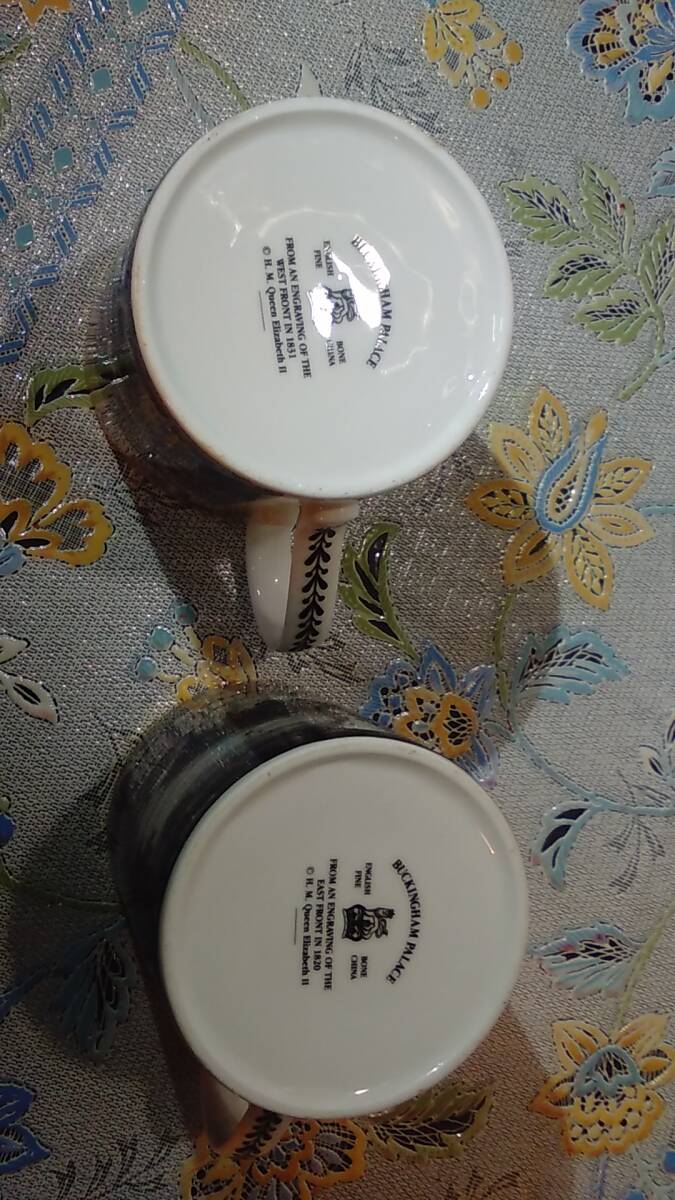 BUCKINGHAM PALACE
ENGLISH BONE
FINE CHINA
FROM AN ENGRAVING OF THE
WEST FRONT IN 1831
© H. M. Queen Elizabeth II
BUCKINGHAM PALACE
ENGLISH BONE
FINE CHINA
FROM AN ENGRAVING OF THE
EAST FRONT IN 1820
© H. M. Queen Elizabeth II